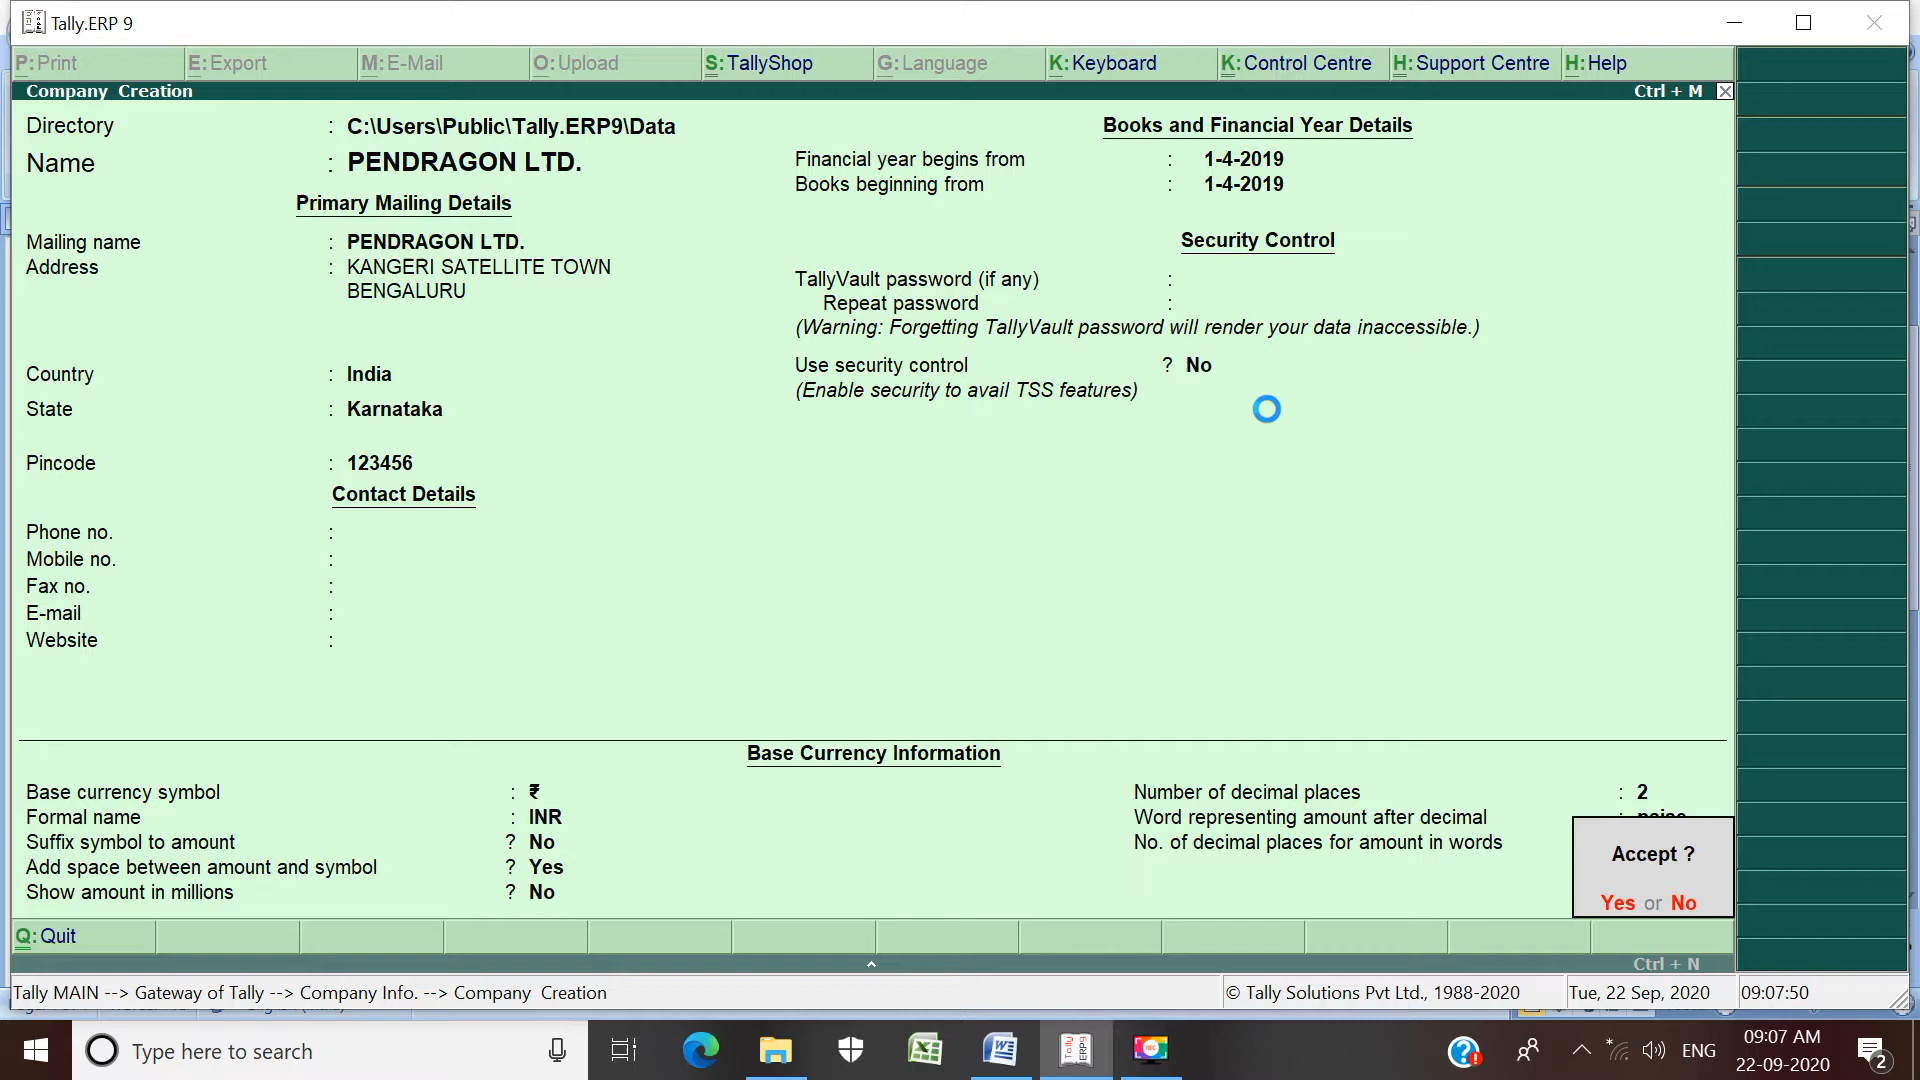 Tally.ERP 9
P: Print E: Export M: E-Mail O: Upload S: TallyShop G: Language K: Keyboard K: Control Centre H: Support Centre H: Help
Company Creation Ctrl + M
Directory : C:\Users\Public\Tally.ERP9\Data
Name : PENDRAGON LTD.
Primary Mailing Details
Mailing name : PENDRAGON LTD.
Address : KANGERI SATELLITE TOWN
BENGALURU
Country : India
State : Karnataka
Pincode : 123456
Contact Details
Phone no. :
Mobile no. :
Fax no. :
E-mail :
Website :
Books and Financial Year Details
Financial year begins from : 1-4-2019
Books beginning from : 1-4-2019
Security Control
TallyVault password (if any) :
Repeat password :
(Warning: Forgetting TallyVault password will render your data inaccessible.)
Use security control ? No
(Enable security to avail TSS features)
Base Currency Information
Base currency symbol : ₹
Formal name : INR
Suffix symbol to amount ? No
Add space between amount and symbol ? Yes
Show amount in millions ? No
Number of decimal places : 2
Word representing amount after decimal :
No. of decimal places for amount in words
Accept ?
Yes or No
Q: Quit
Ctrl + N
Tally MAIN --> Gateway of Tally --> Company Info. --> Company Creation © Tally Solutions Pvt Ltd., 1988-2020 Tue, 22 Sep, 2020 09:07:50
Type here to search
ENG
09:07 AM
22-09-2020
2